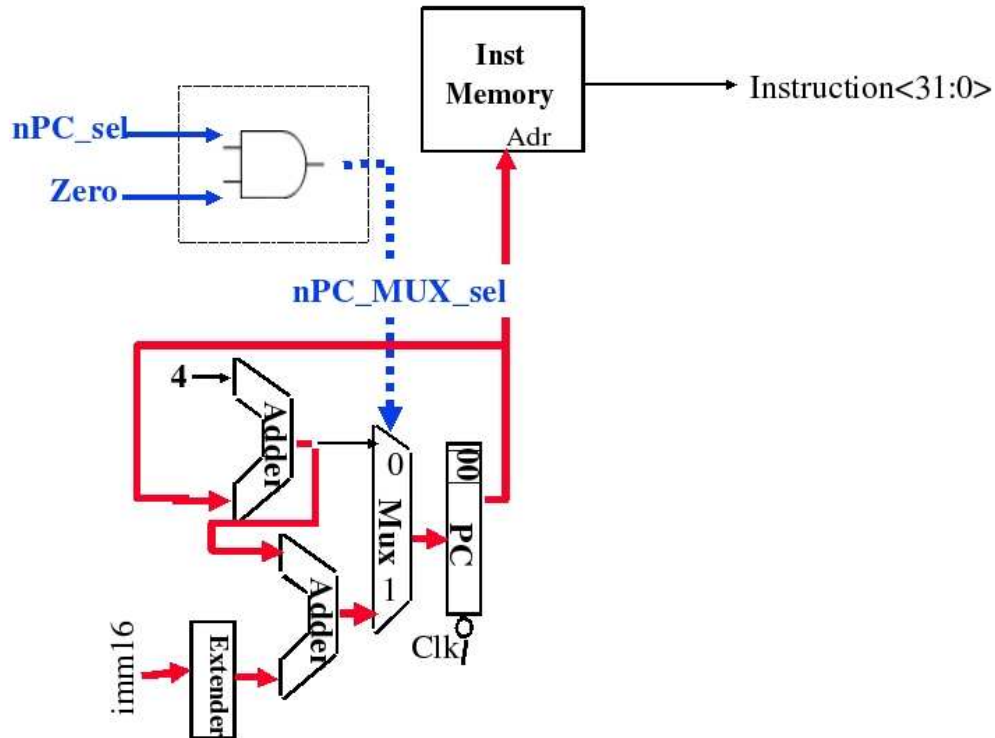 Inst
Memory
Adr
Instruction<31:0>
nPC_sel
Zero
nPC_MUX_sel
4
Adder
0
Mux
1
00
PC
Adder
Clk
imm16
Extender